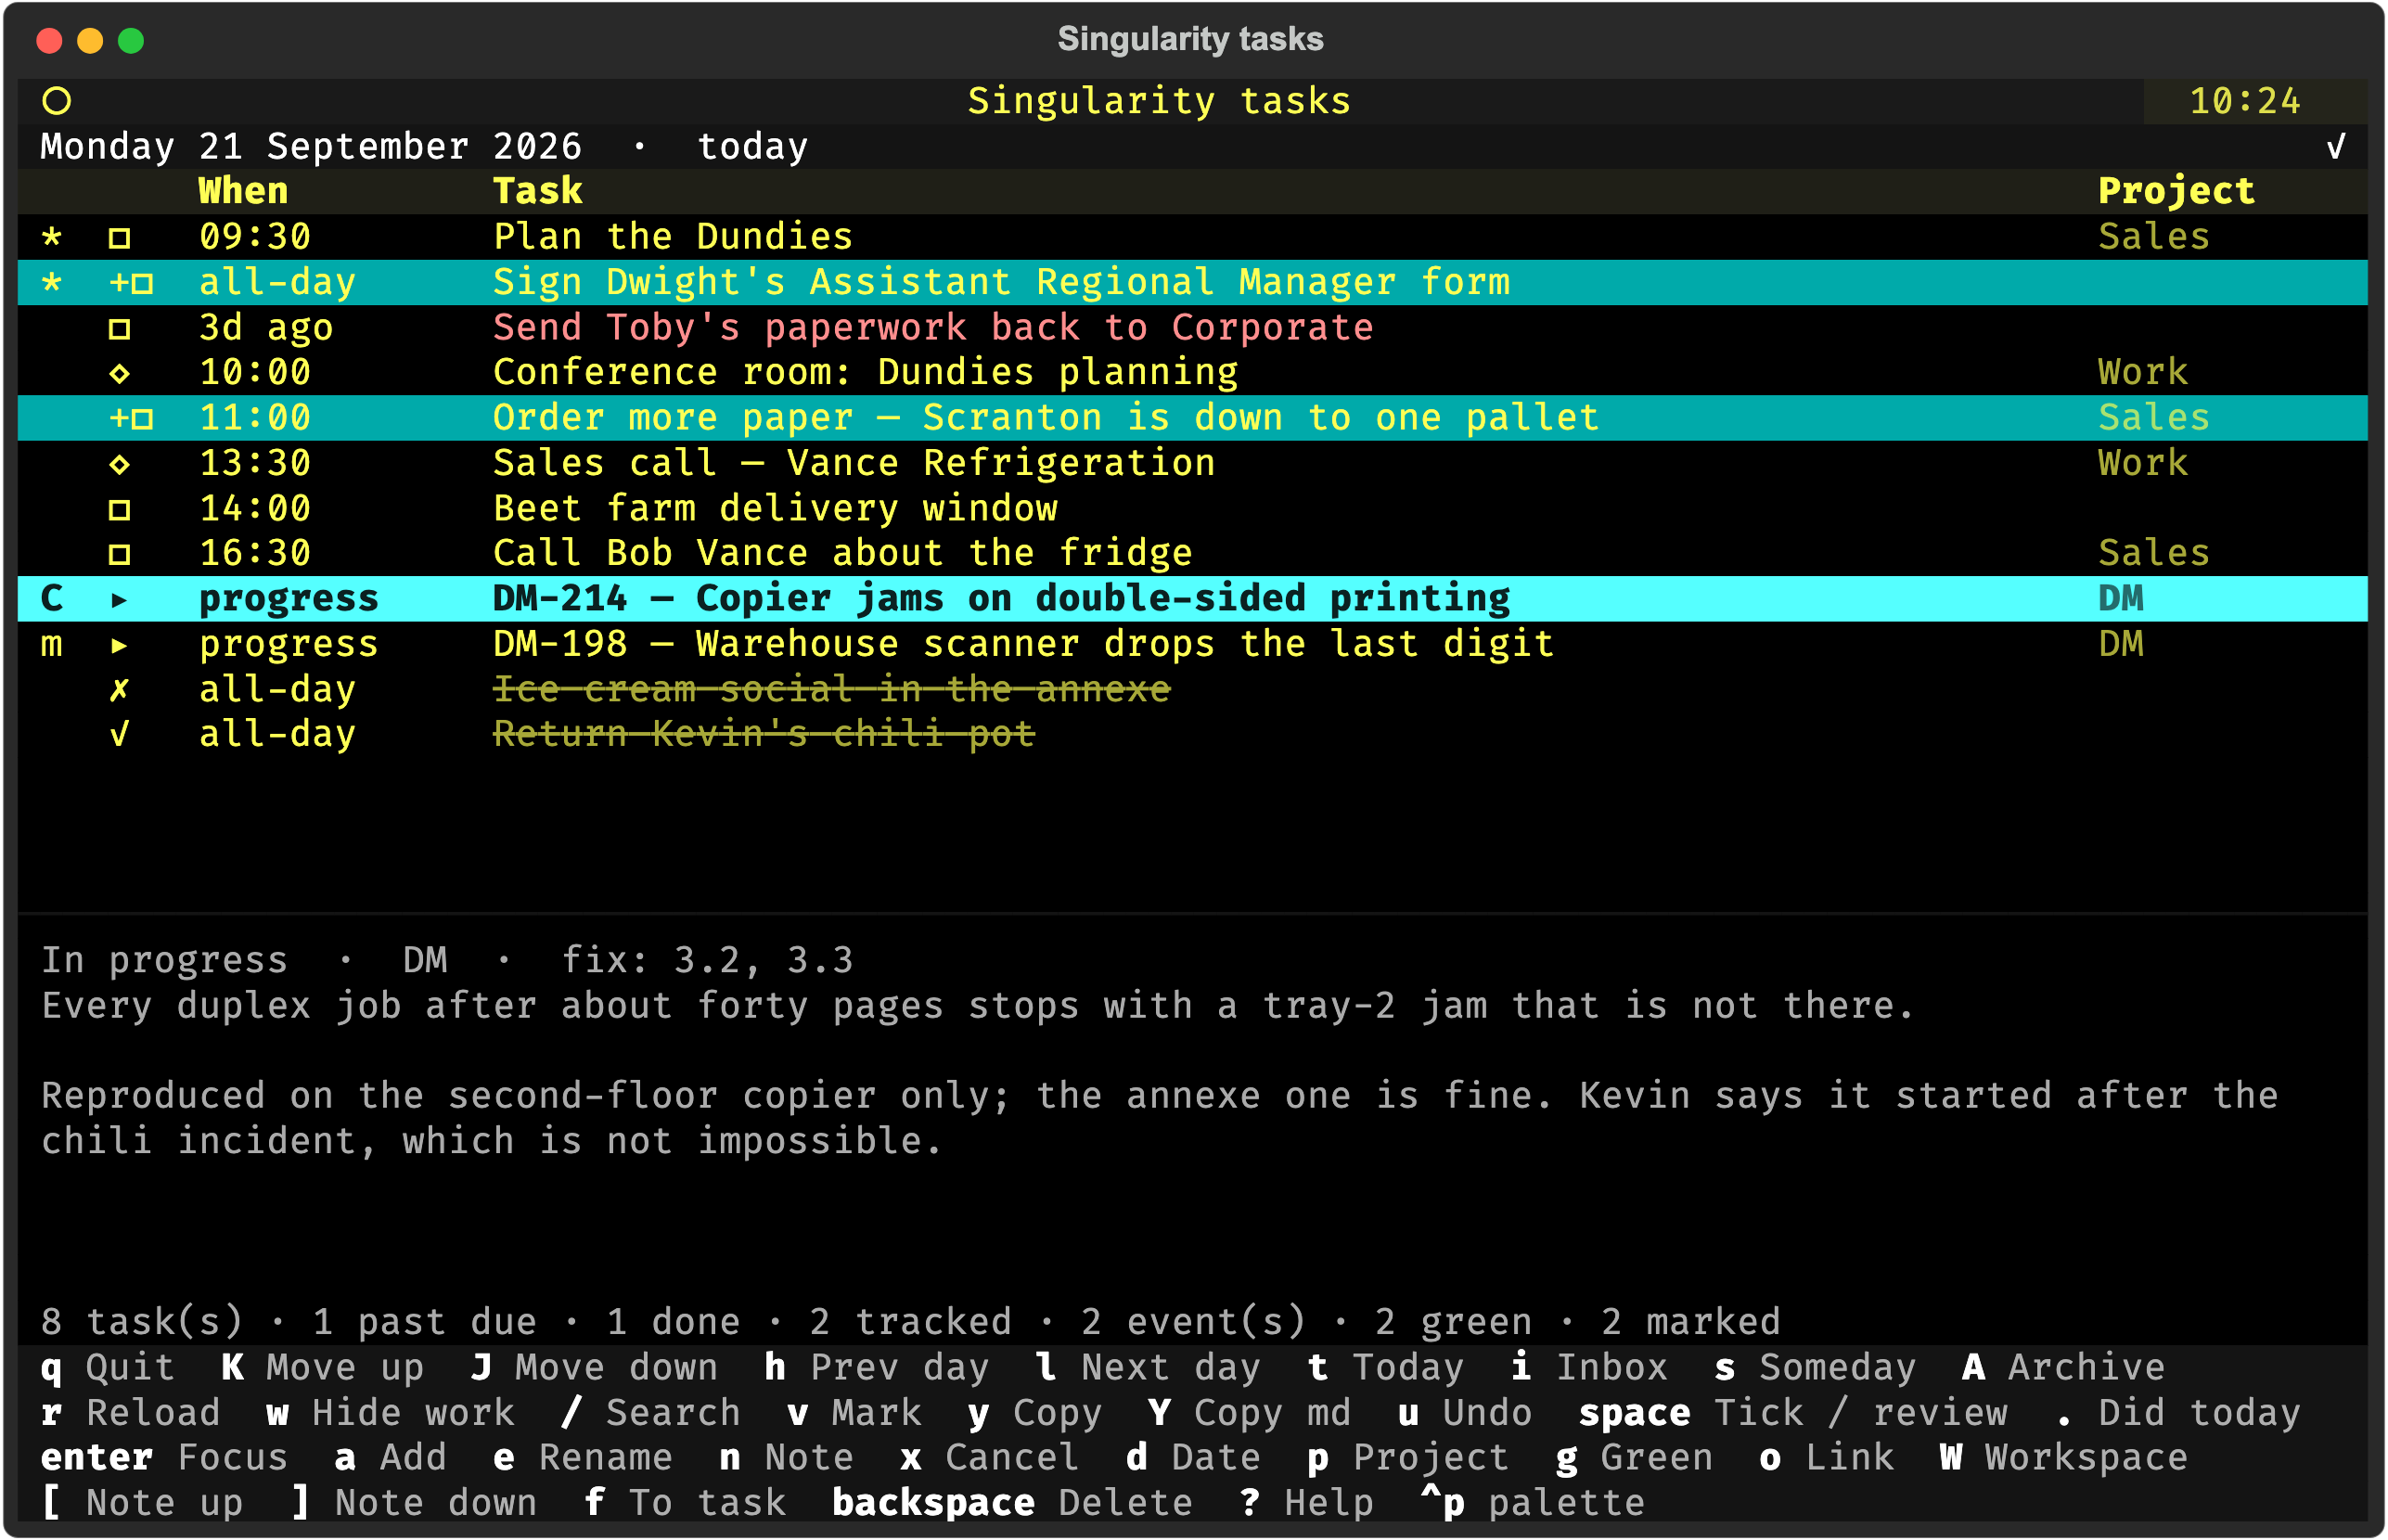 Singularity tasks
Singularity tasks 10:24
Monday 21 September 2026 · today √
When Task Project
* □ 09:30 Plan the Dundies Sales
* +□ all-day Sign Dwight's Assistant Regional Manager form
□ 3d ago Send Toby's paperwork back to Corporate
◇ 10:00 Conference room: Dundies planning Work
+□ 11:00 Order more paper — Scranton is down to one pallet Sales
◇ 13:30 Sales call — Vance Refrigeration Work
□ 14:00 Beet farm delivery window
□ 16:30 Call Bob Vance about the fridge Sales
C ▸ progress DM-214 — Copier jams on double-sided printing DM
m ▸ progress DM-198 — Warehouse scanner drops the last digit DM
✗ all-day Ice cream social in the annexe
√ all-day Return Kevin's chili pot
In progress · DM · fix: 3.2, 3.3
Every duplex job after about forty pages stops with a tray-2 jam that is not there.
Reproduced on the second-floor copier only; the annexe one is fine. Kevin says it started after the
chili incident, which is not impossible.
8 task(s) · 1 past due · 1 done · 2 tracked · 2 event(s) · 2 green · 2 marked
q Quit K Move up J Move down h Prev day l Next day t Today i Inbox s Someday A Archive
r Reload w Hide work / Search v Mark y Copy Y Copy md u Undo space Tick / review . Did today
enter Focus a Add e Rename n Note x Cancel d Date p Project g Green o Link W Workspace
[ Note up ] Note down f To task backspace Delete ? Help ^p palette